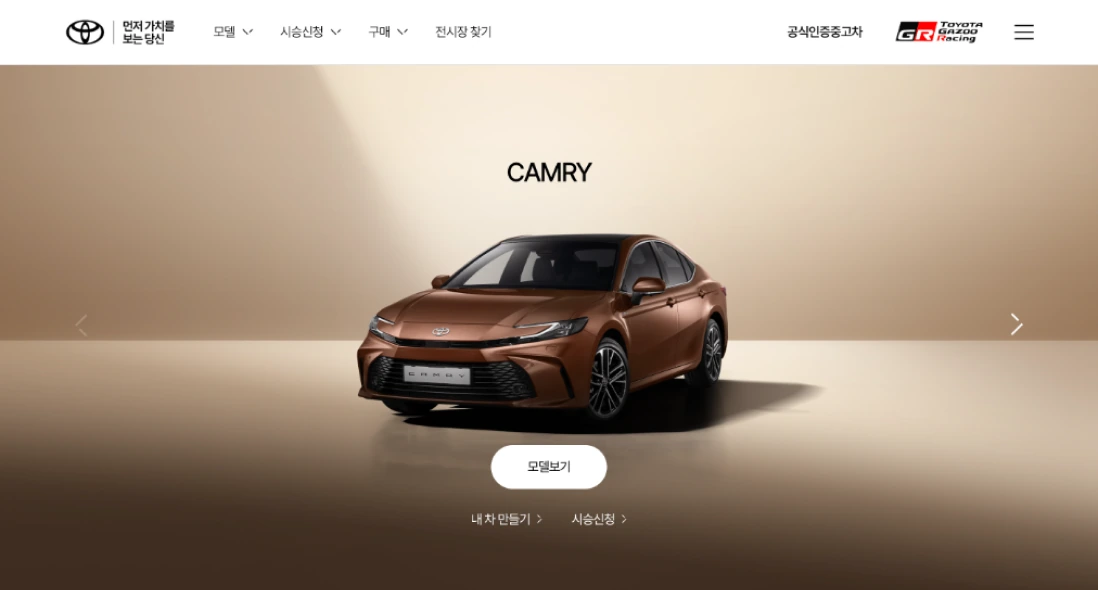 먼저 가치를
보는 당신
모델
시승신청
구매
전시장 찾기
공식인증중고차
GR
TOYOTA
GAZOO
Racing
CAMRY
CAMRY
모델보기
내 차 만들기
시승신청